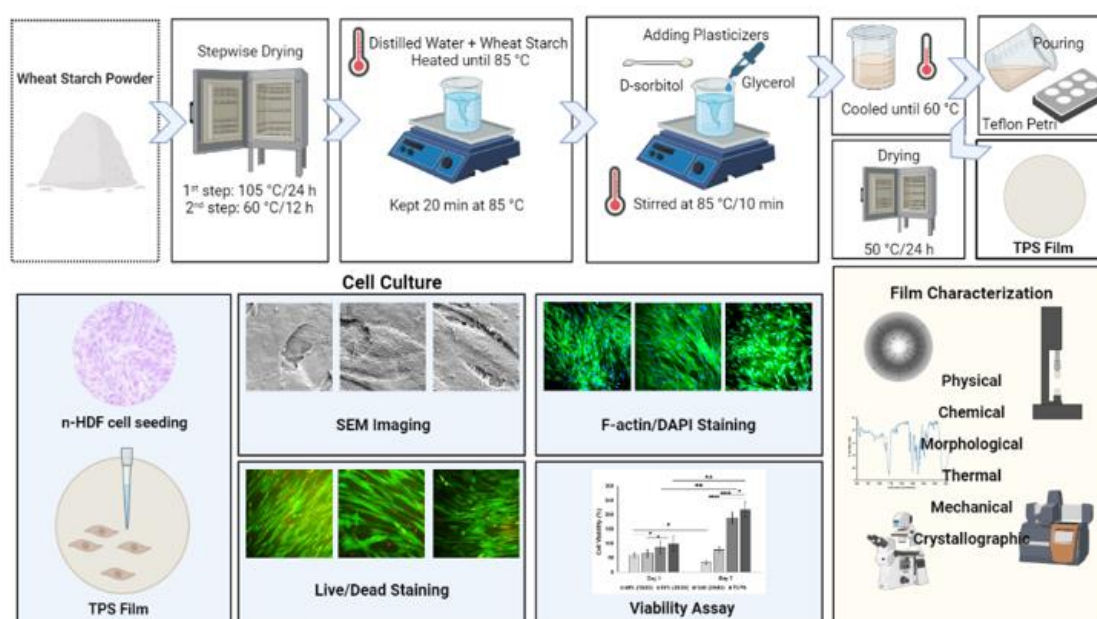 Wheat Starch Powder
Stepwise Drying
1st step: 105 °C/24 h
2nd step: 60 °C/12 h
Distilled Water + Wheat Starch
Heated until 85 °C
Kept 20 min at 85 °C
Adding Plasticizers
D-sorbitol
Glycerol
Stirred at 85 °C/10 min
Cooled until 60 °C
Pouring
Teflon Petri
Drying
50 °C/24 h
TPS Film
Cell Culture
n-HDF cell seeding
TPS Film
SEM Imaging
F-actin/DAPI Staining
Live/Dead Staining
Cell Viability (%)
Day 1
Day 7
Viability Assay
Film Characterization
Physical
Chemical
Morphological
Thermal
Mechanical
Crystallographic